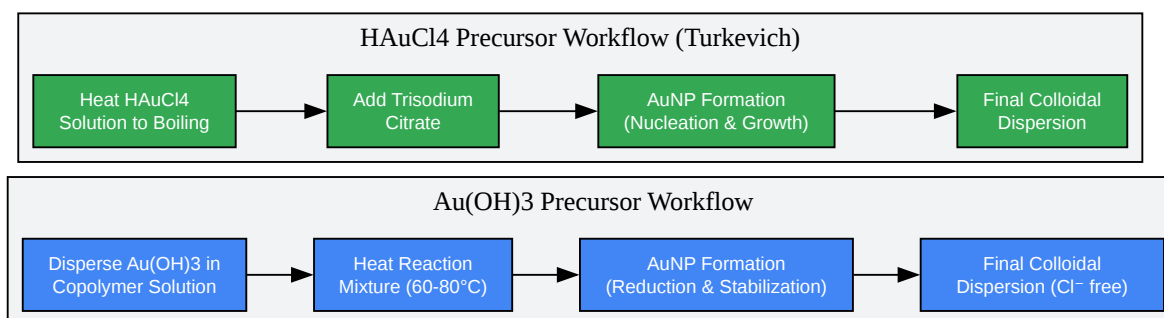 HAuCl4 Precursor Workflow (Turkevich)
Heat HAuCl4
Solution to Boiling
Add Trisodium
Citrate
AuNP Formation
(Nucleation & Growth)
Final Colloidal
Dispersion
Au(OH)3 Precursor Workflow
Disperse Au(OH)3 in
Copolymer Solution
Heat Reaction
Mixture (60-80°C)
AuNP Formation
(Reduction & Stabilization)
Final Colloidal
Dispersion (Cl⁻ free)